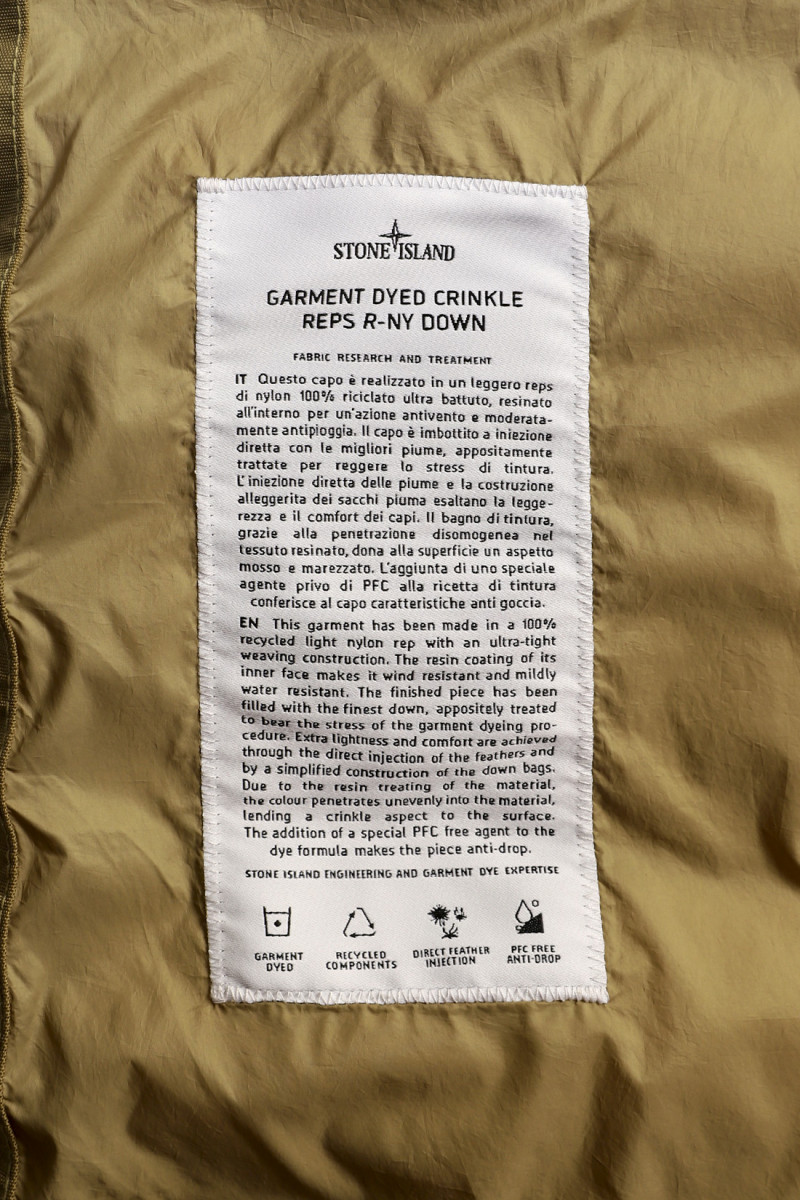 STONE ISLAND
GARMENT DYED CRINKLE
REPS R-NY DOWN
FABRIC RESEARCH AND TREATMENT
IT Questo capo è realizzato in un leggero reps
di nylon 100% riciclato ultra battuto, resinato
all'interno per un'azione antivento e moderata-
mente antipioggia. Il capo è imbottito a iniezione
diretta con le migliori piume, appositamente
trattate per reggere lo stress di tintura.
L'iniezione diretta delle piume e la costruzione
alleggerita dei sacchi piuma esaltano la legge-
rezza e il comfort dei capi. Il bagno di tintura,
grazie alla penetrazione disomogenea nel
tessuto resinato, dona alla superficie un aspetto
mosso e marezzato. L'aggiunta di uno speciale
agente privo di PFC alla ricetta di tintura
conferisce al capo caratteristiche anti goccia.
EN This garment has been made in a 100%
recycled light nylon rep with an ultra-tight
weaving construction. The resin coating of its
inner face makes it wind resistant and mildly
water resistant. The finished piece has been
filled with the finest down, appositely treated
to bear the stress of the garment dyeing pro-
cedure. Extra lightness and comfort are achieved
through the direct injection of the feathers and
by a simplified construction of the down bags.
Due to the resin treating of the material,
the colour penetrates unevenly into the material,
lending a crinkle aspect to the surface.
The addition of a special PFC free agent to the
dye formula makes the piece anti-drop.
STONE ISLAND ENGINEERING AND GARMENT DYE EXPERTISE
GARMENT
DYED
RECYCLED
COMPONENTS
DIRECT FEATHER
INJECTION
PFC FREE
ANTI-DROP